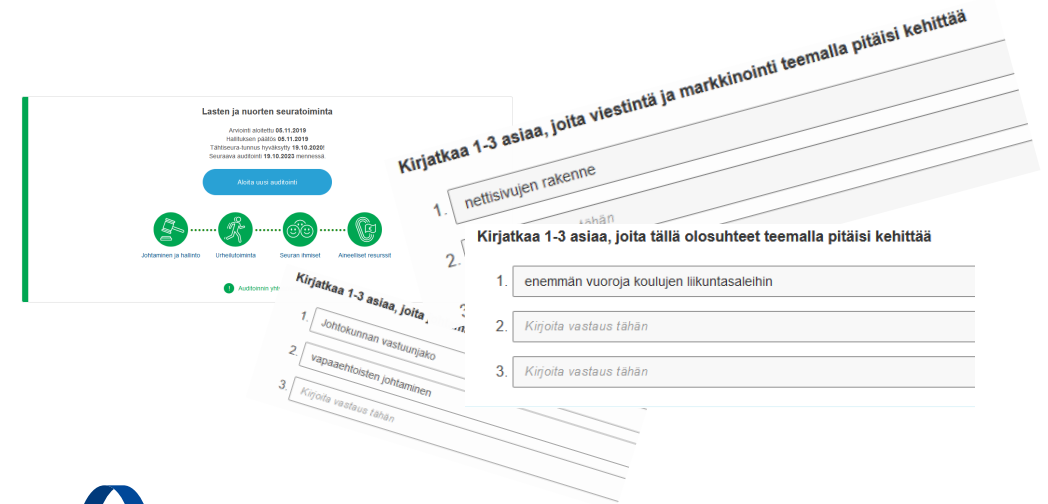 Lasten ja nuorten seuratoiminta
Arviointi aloitettu 05.11.2019
Hallituksen päätös 05.11.2019
Tähtiseura-tunnus hyväksytty 19.10.2020!
Seuraava auditointi 19.10.2023 mennessä
Aloita uusi auditointi
Johtaminen ja hallinto
Urheilutoiminta
Seuran ihmiset
Aineelliset resurssit
Auditoinnin
Kirjatkaa 1-3 asiaa, joita viestintä ja markkinointi teemalla pitäisi kehittää
1. nettisivujen rakenne
2. tähän
3.
Kirjatkaa 1-3 asiaa, joita tällä olosuhteet teemalla pitäisi kehittää
1. enemmän vuoroja koulujen liikuntasaleihin
2. Kirjoita vastaus tähän
3. Kirjoita vastaus tähän
Kirjatkaa 1-3 asiaa, joita
1. Johtokunnan vastuunjako
2. vapaaehtoisten johtaminen
3. Kirjoita vastaus tähän